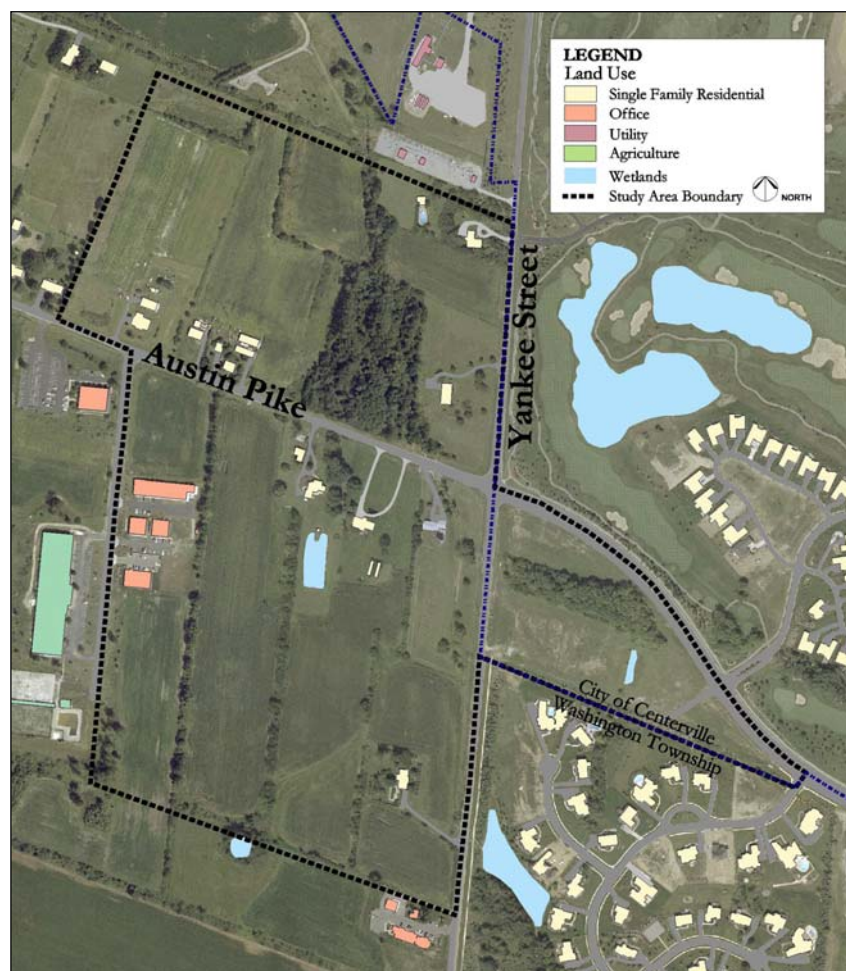 LEGEND
Land Use
Single Family Residential
Office
Utility
Agriculture
Wetlands
Study Area Boundary
NORTH
Yankee Street
Austin Pike
City of Centerville
Washington Township